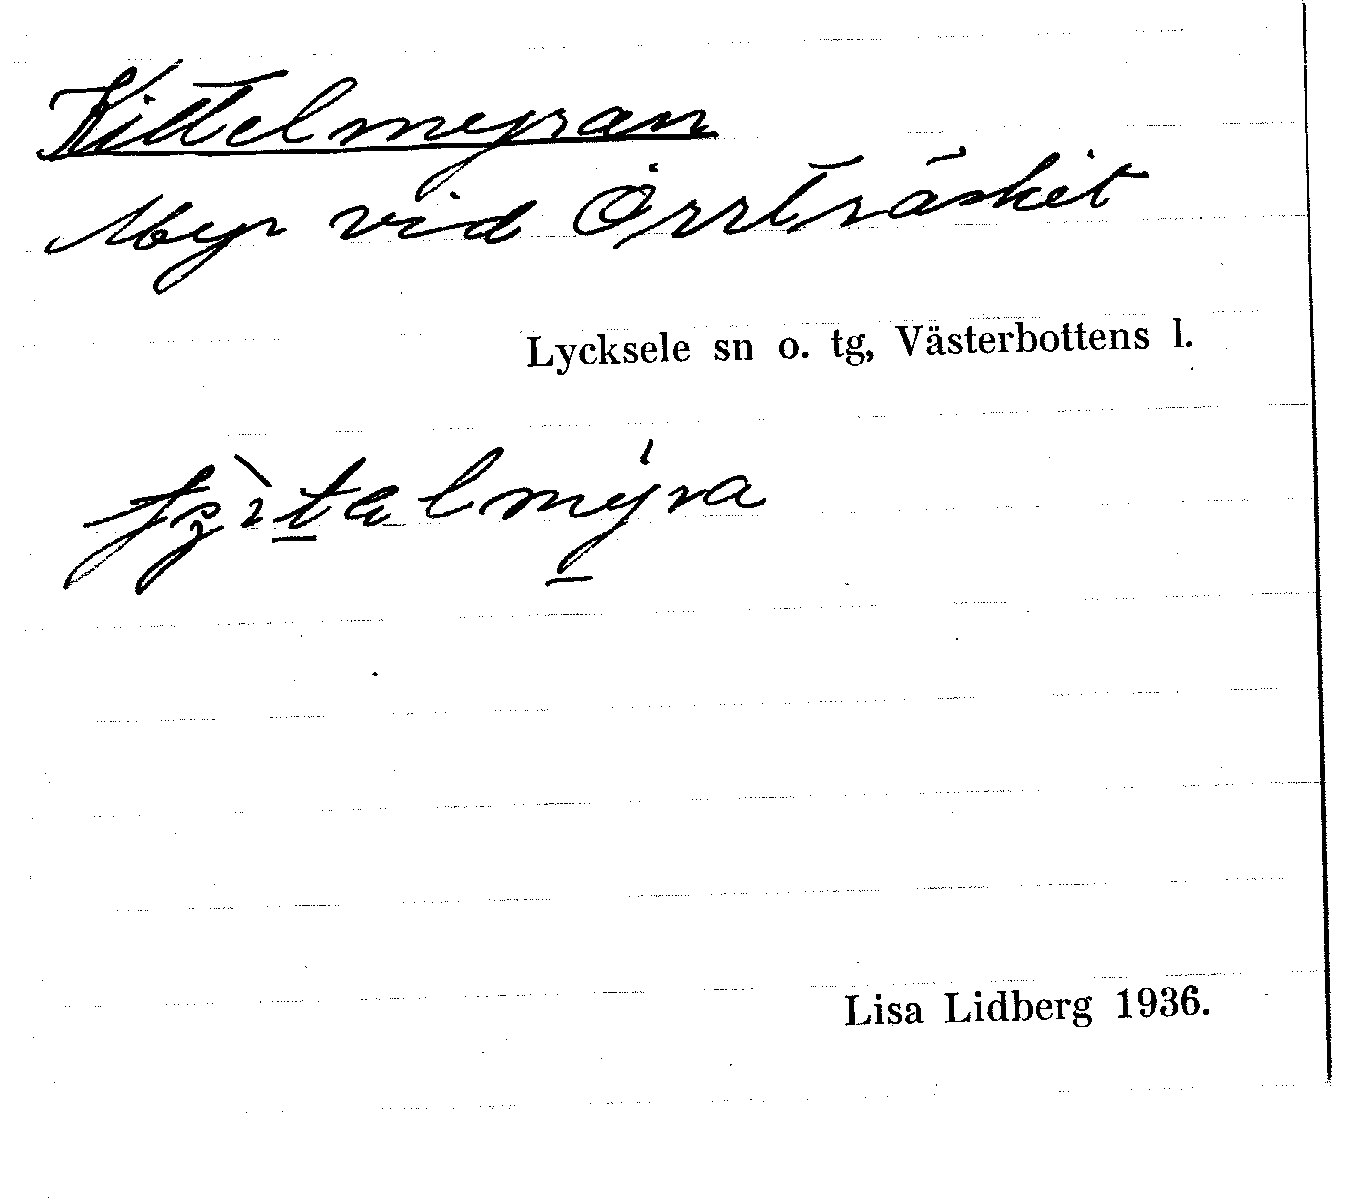 Kittelmyran
Myr vid Örrträsket
Lycksele sn o. tg, Västerbottens l.
Lisa Lidberg 1936.